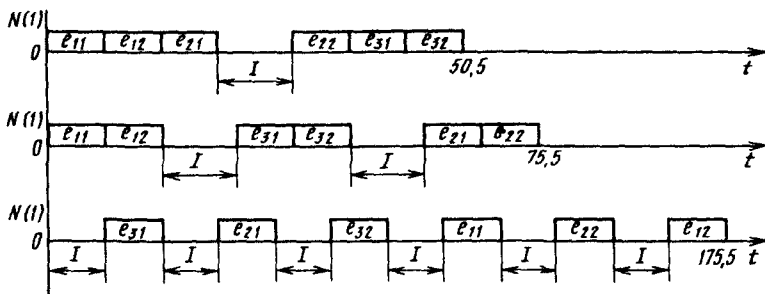 N(1)
e11 e12 e21 e22 e31 e32
0
I
50,5
t
N(1)
e11 e12 e31 e32 e21 e22
0
I I
75,5
t
N(1)
e31 e21 e32 e11 e22 e12
0
I I I I I I
175,5 t